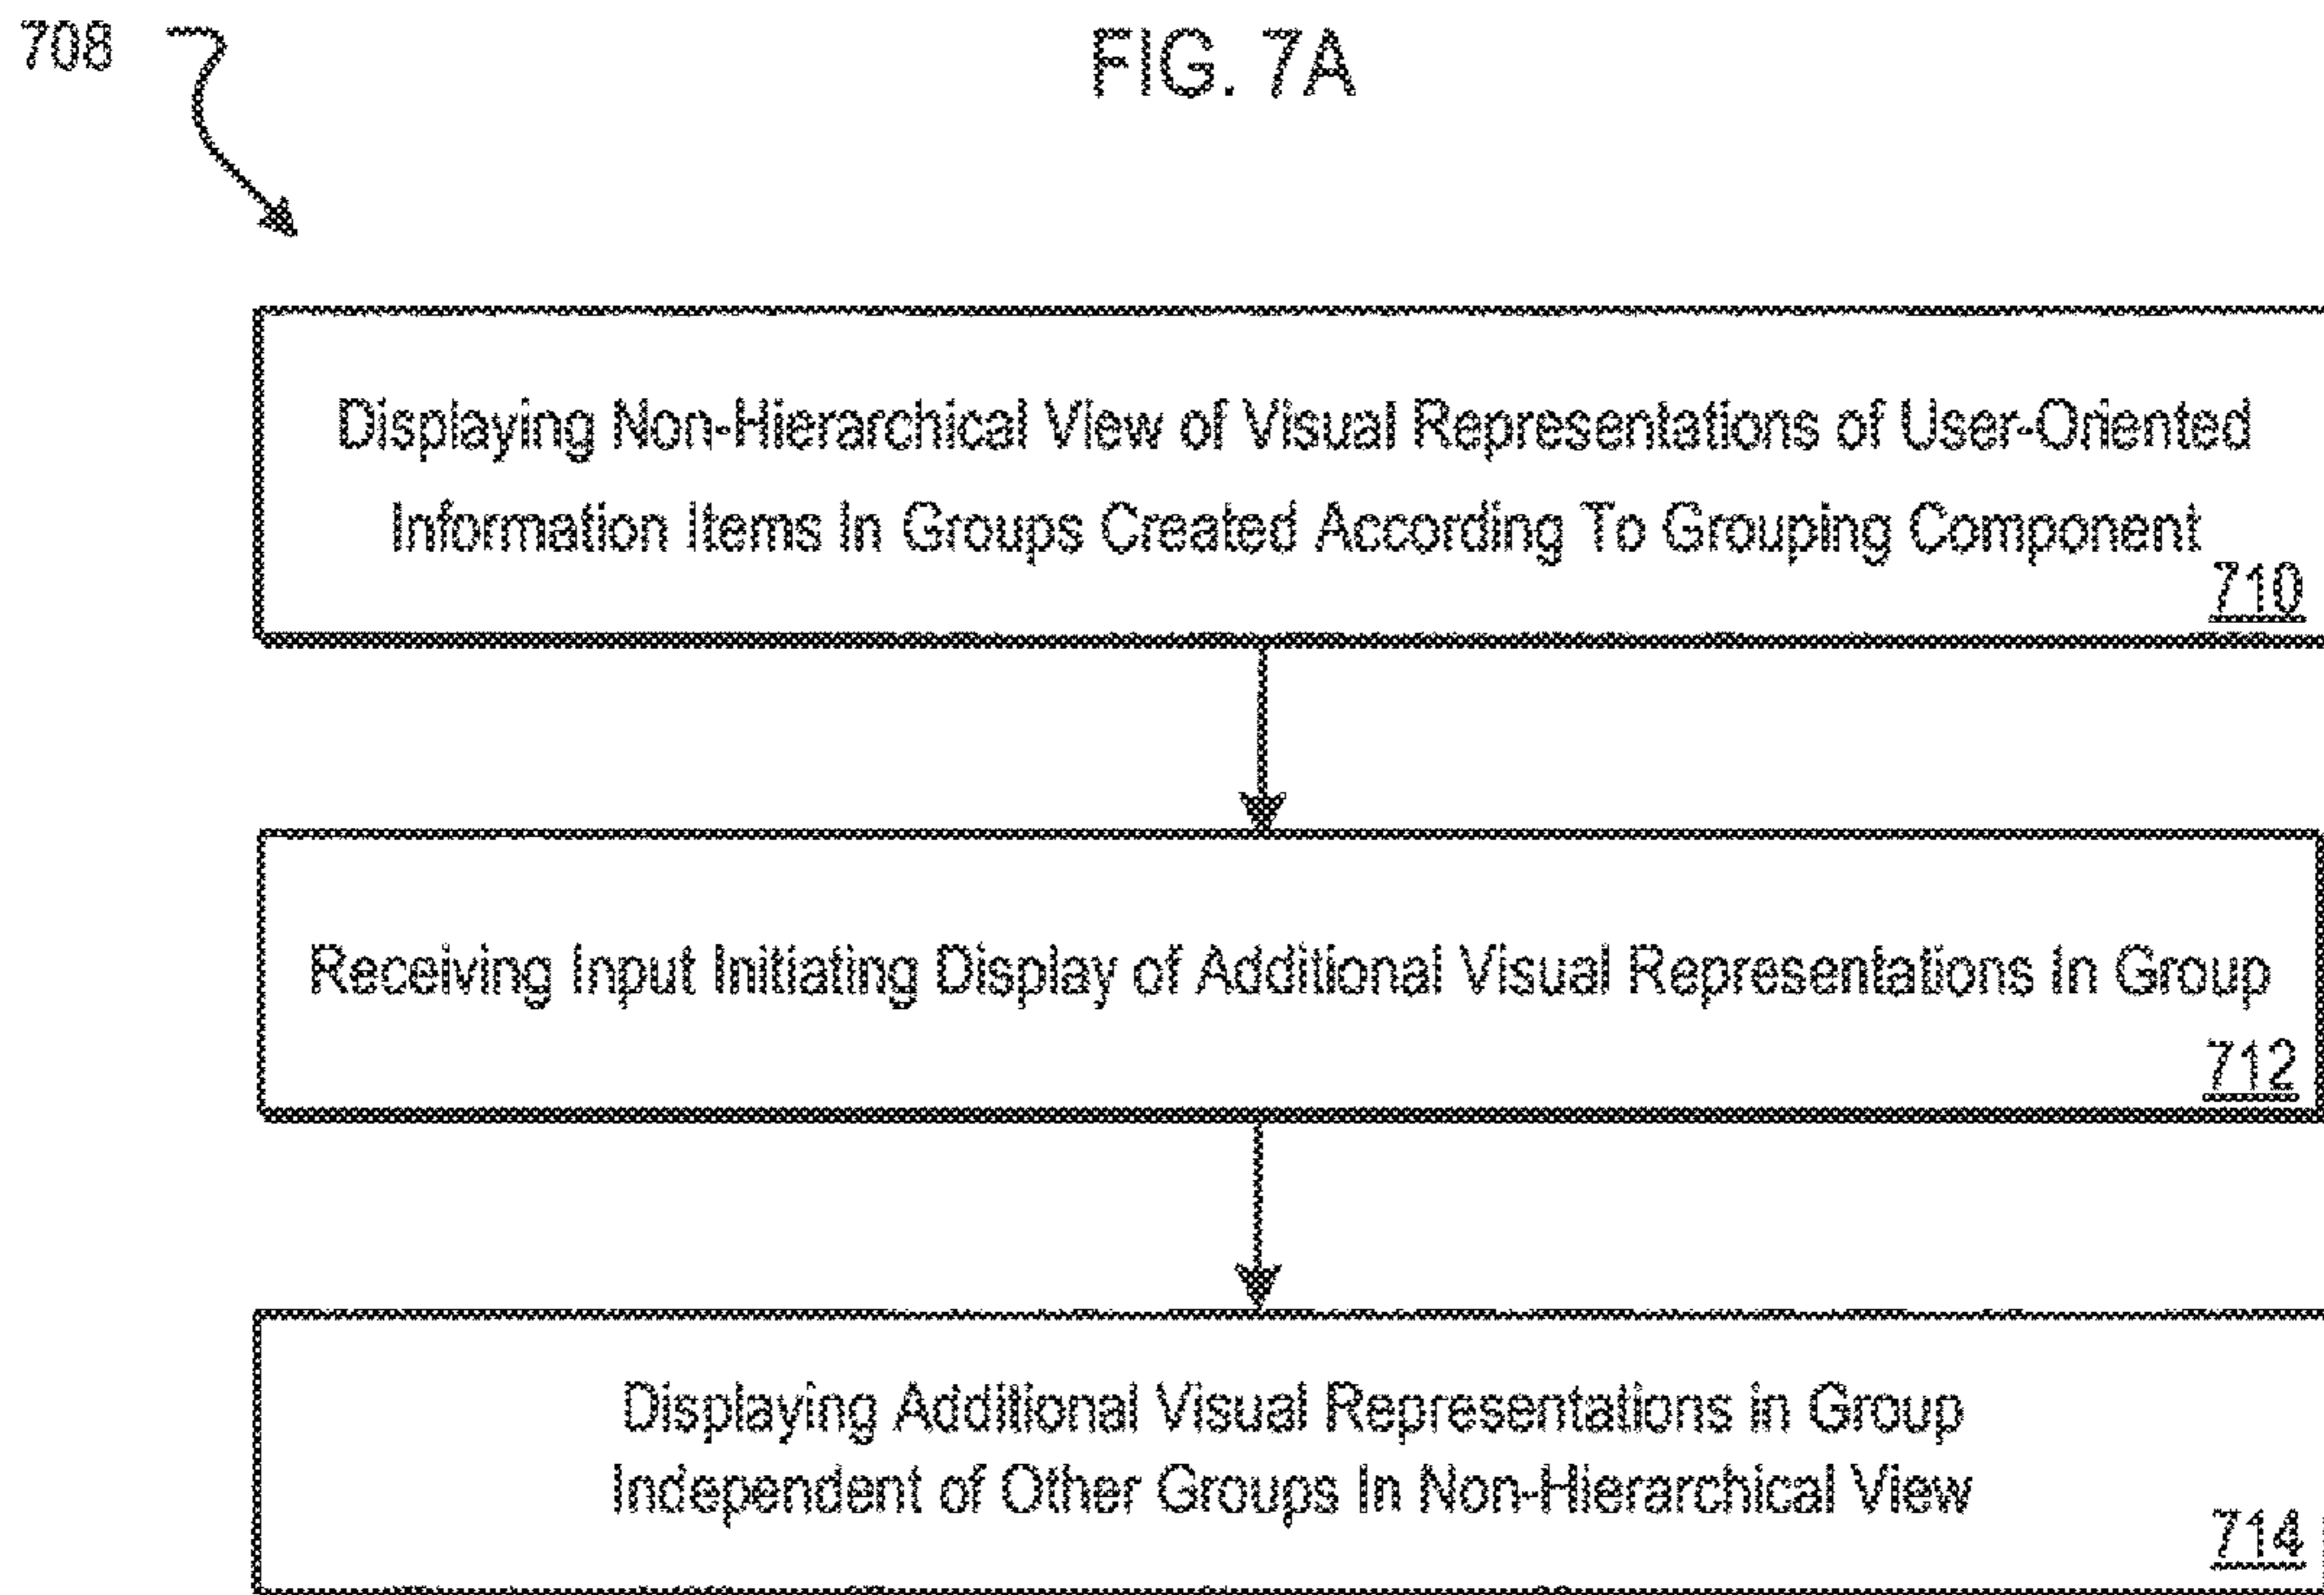 708
FIG. 7A
Displaying Non-Hierarchical View of Visual Representations of User-Oriented
Information Items In Groups Created According To Grouping Component
710
Receiving Input Initiating Display of Additional Visual Representations In Group
712
Displaying Additional Visual Representations in Group
Independent of Other Groups In Non-Hierarchical View
714